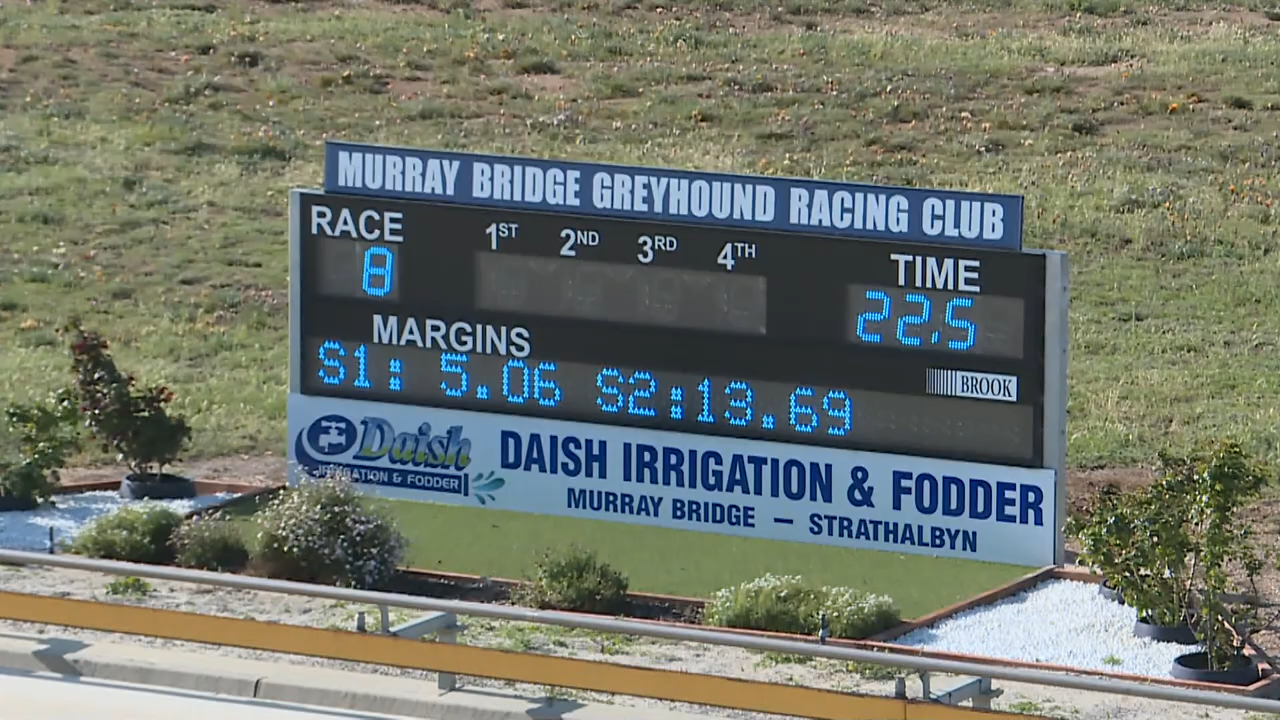 MURRAY BRIDGE GREYHOUND RACING CLUB
RACE 1ST 2ND 3RD 4TH TIME
8 22.5
MARGINS
S1: 5.06 S2:13.69
BROOK
Daish
IRRIGATION & FODDER
DAISH IRRIGATION & FODDER
MURRAY BRIDGE — STRATHALBYN